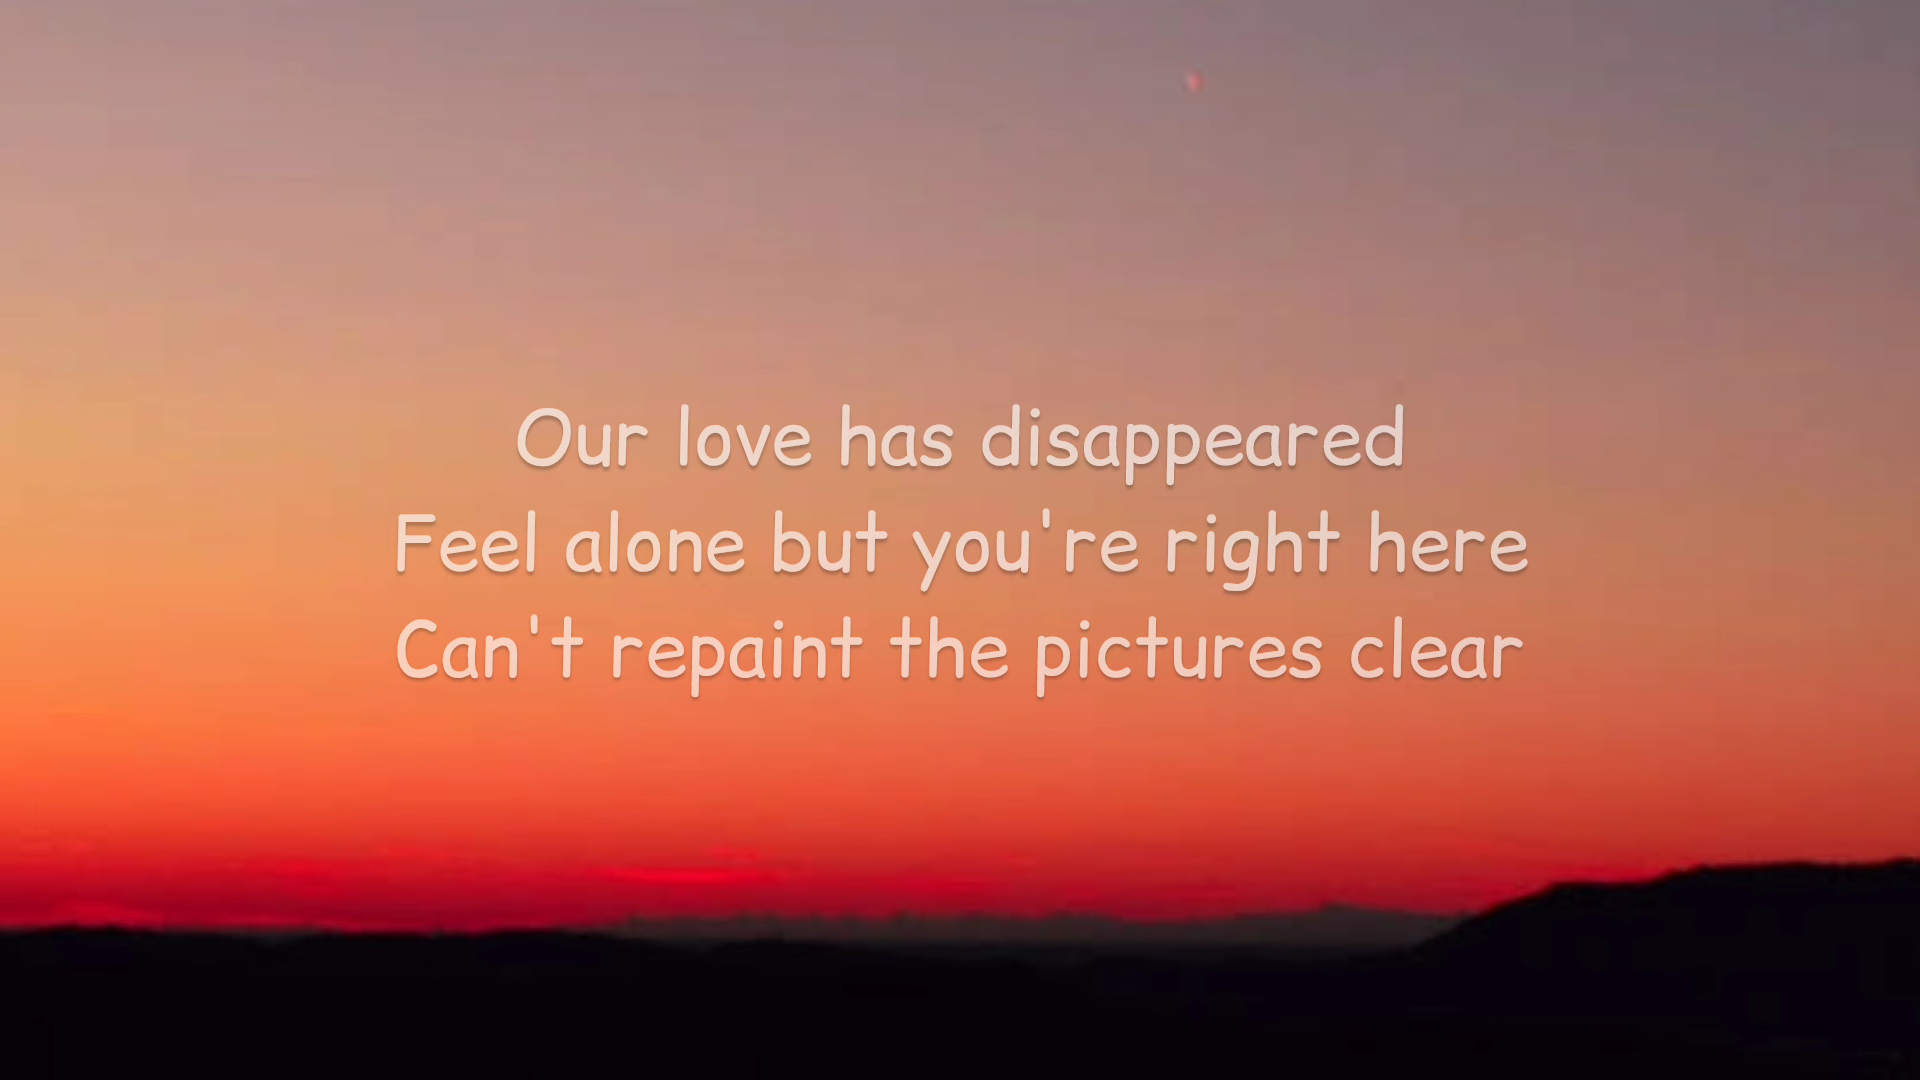 Our love has disappeared
Feel alone but you're right here
Can't repaint the pictures clear